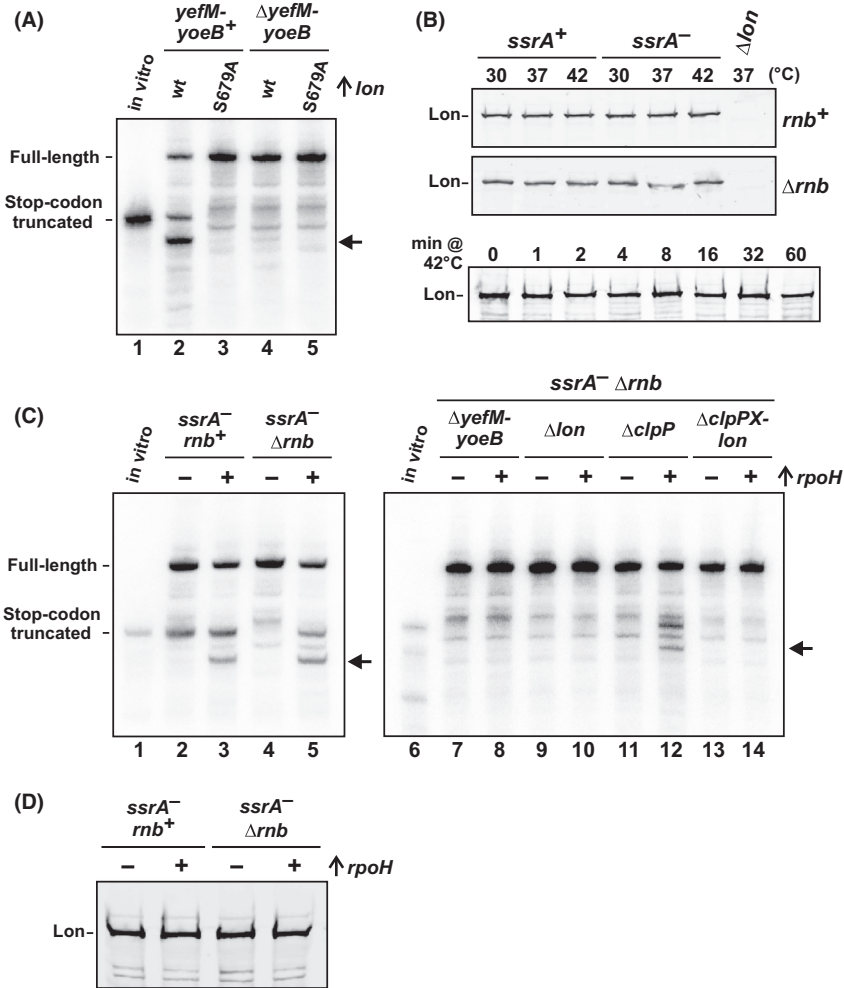 (A)
yefM-
yoeB+ ΔyefM-
yoeB
in vitro wt S679A wt S679A ↑ lon
Full-length
Stop-codon
truncated
1 2 3 4 5
(B)
ssrA+ ssrA– Δlon
30 37 42 30 37 42 37 (°C)
Lon rnb+
Lon Δrnb
min @
42°C 0 1 2 4 8 16 32 60
Lon
(C)
ssrA–
rnb+ ssrA–
Δrnb
in vitro – + – +
Full-length
Stop-codon
truncated
1 2 3 4 5
ssrA– Δrnb
ΔyefM-
yoeB Δlon ΔclpP ΔclpPX-
lon
in vitro – + – + – + – + ↑ rpoH
6 7 8 9 10 11 12 13 14
(D)
ssrA–
rnb+ ssrA–
Δrnb
– + – + ↑ rpoH
Lon